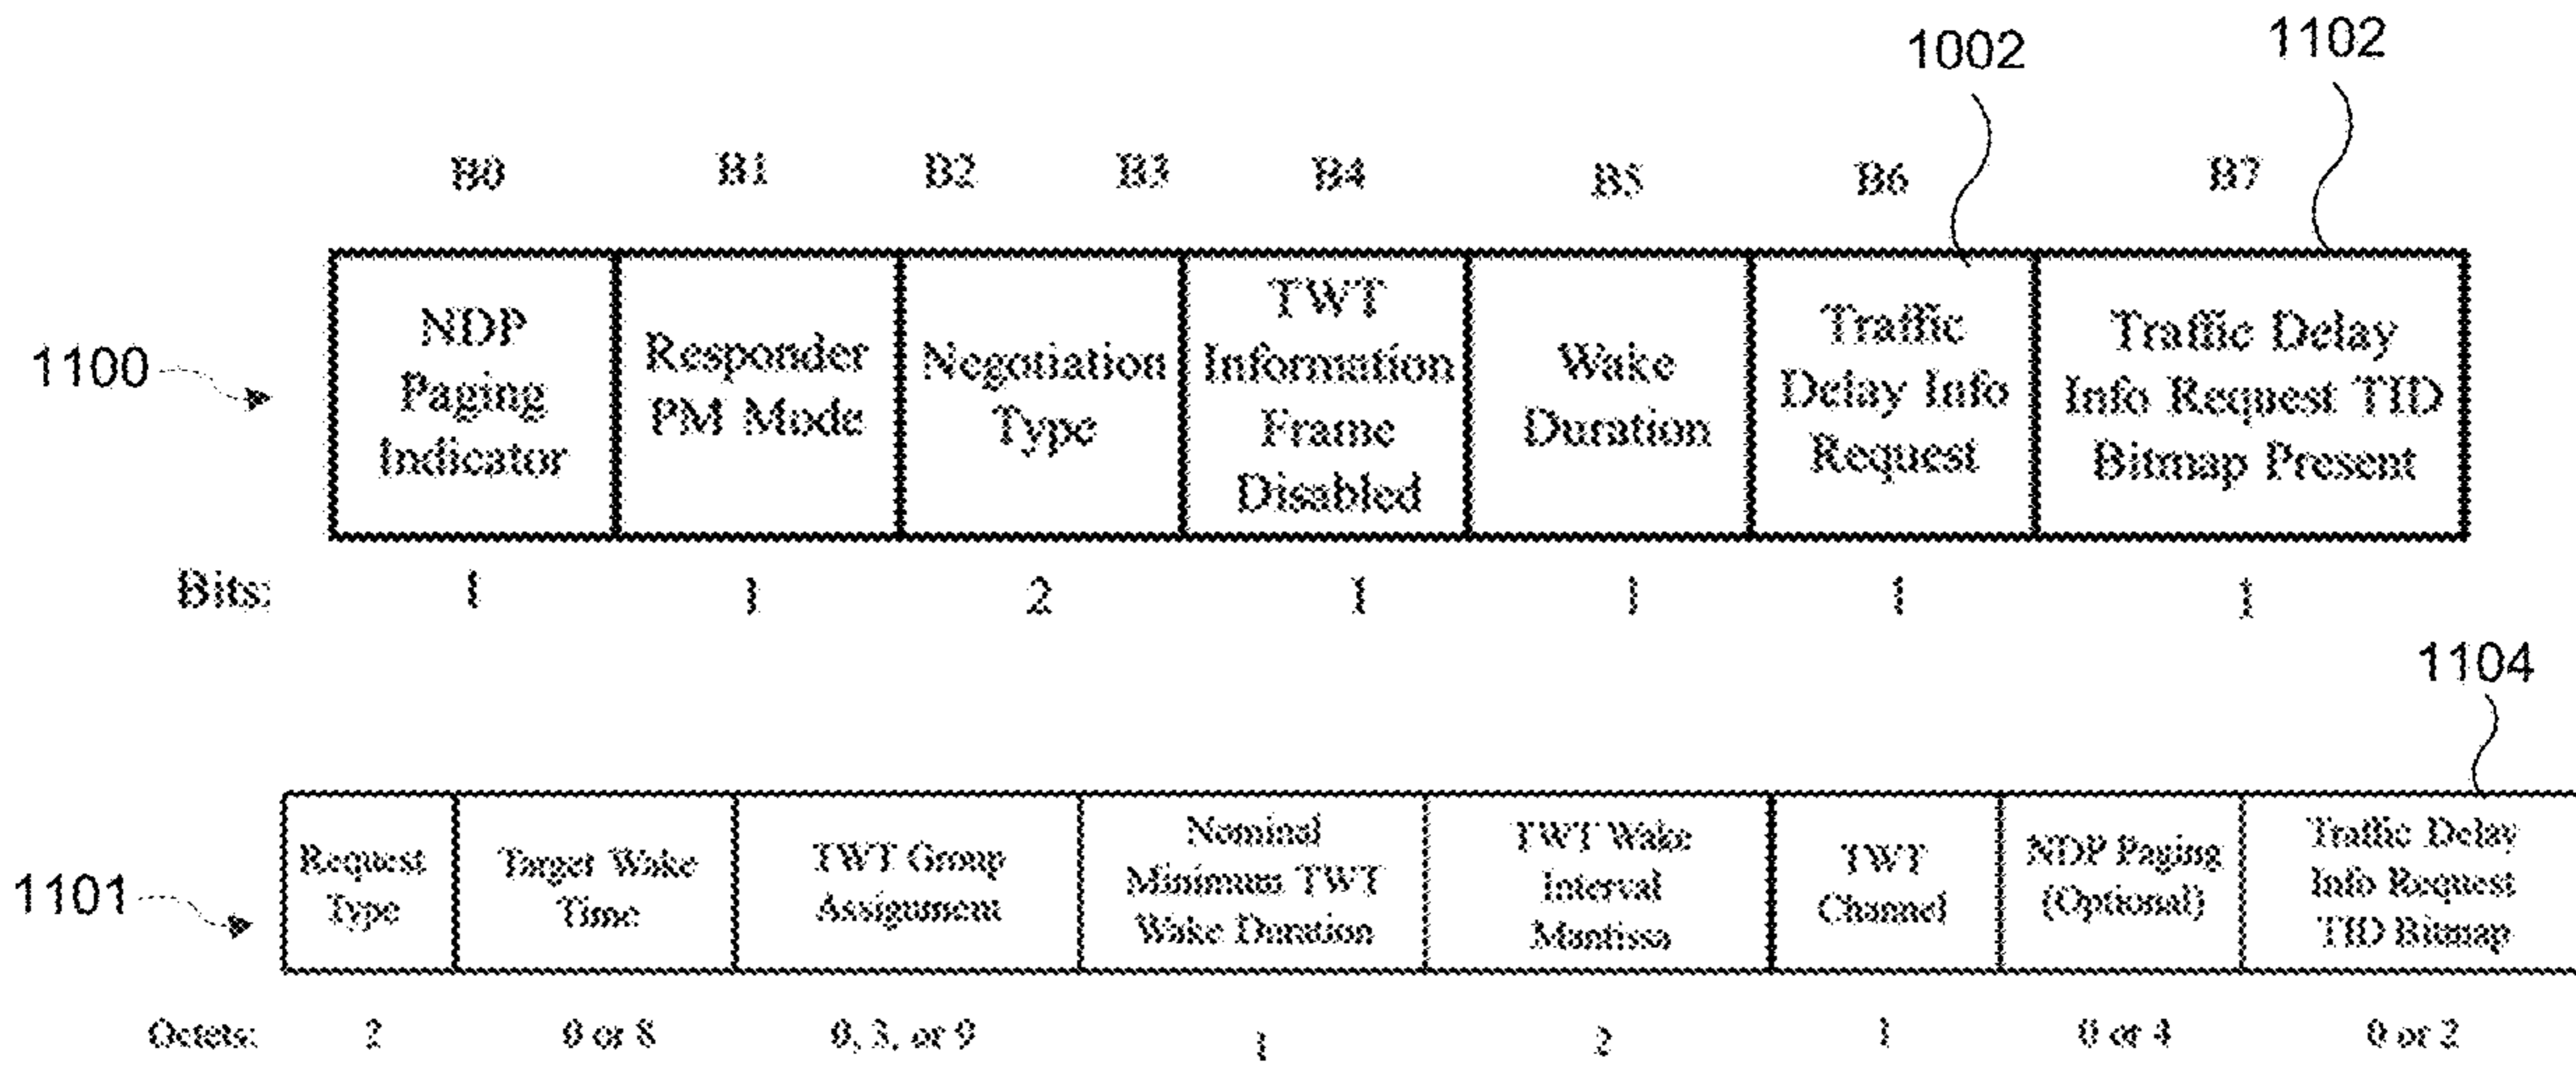 1002 1102
B0 B1 B2 B3 B4 B5 B6 B7
1100
NDP
Paging
Indicator
Responder
PM Mode
Negotiation
Type
TWT
Information
Frame
Disabled
Wake
Duration
Traffic
Delay Info
Request
Traffic Delay
Info Request TID
Bitmap Present
Bits: 1 1 2 1 1 1 1
1104
1101
Request
Type
Target Wake
Time
TWT Group
Assignment
Nominal
Minimum TWT
Wake Duration
TWT Wake
Interval
Mantissa
TWT
Channel
NDP Paging
(Optional)
Traffic Delay
Info Request
TID Bitmap
Octets: 2 0 or 8 0, 3, or 9 1 2 1 0 or 4 0 or 2